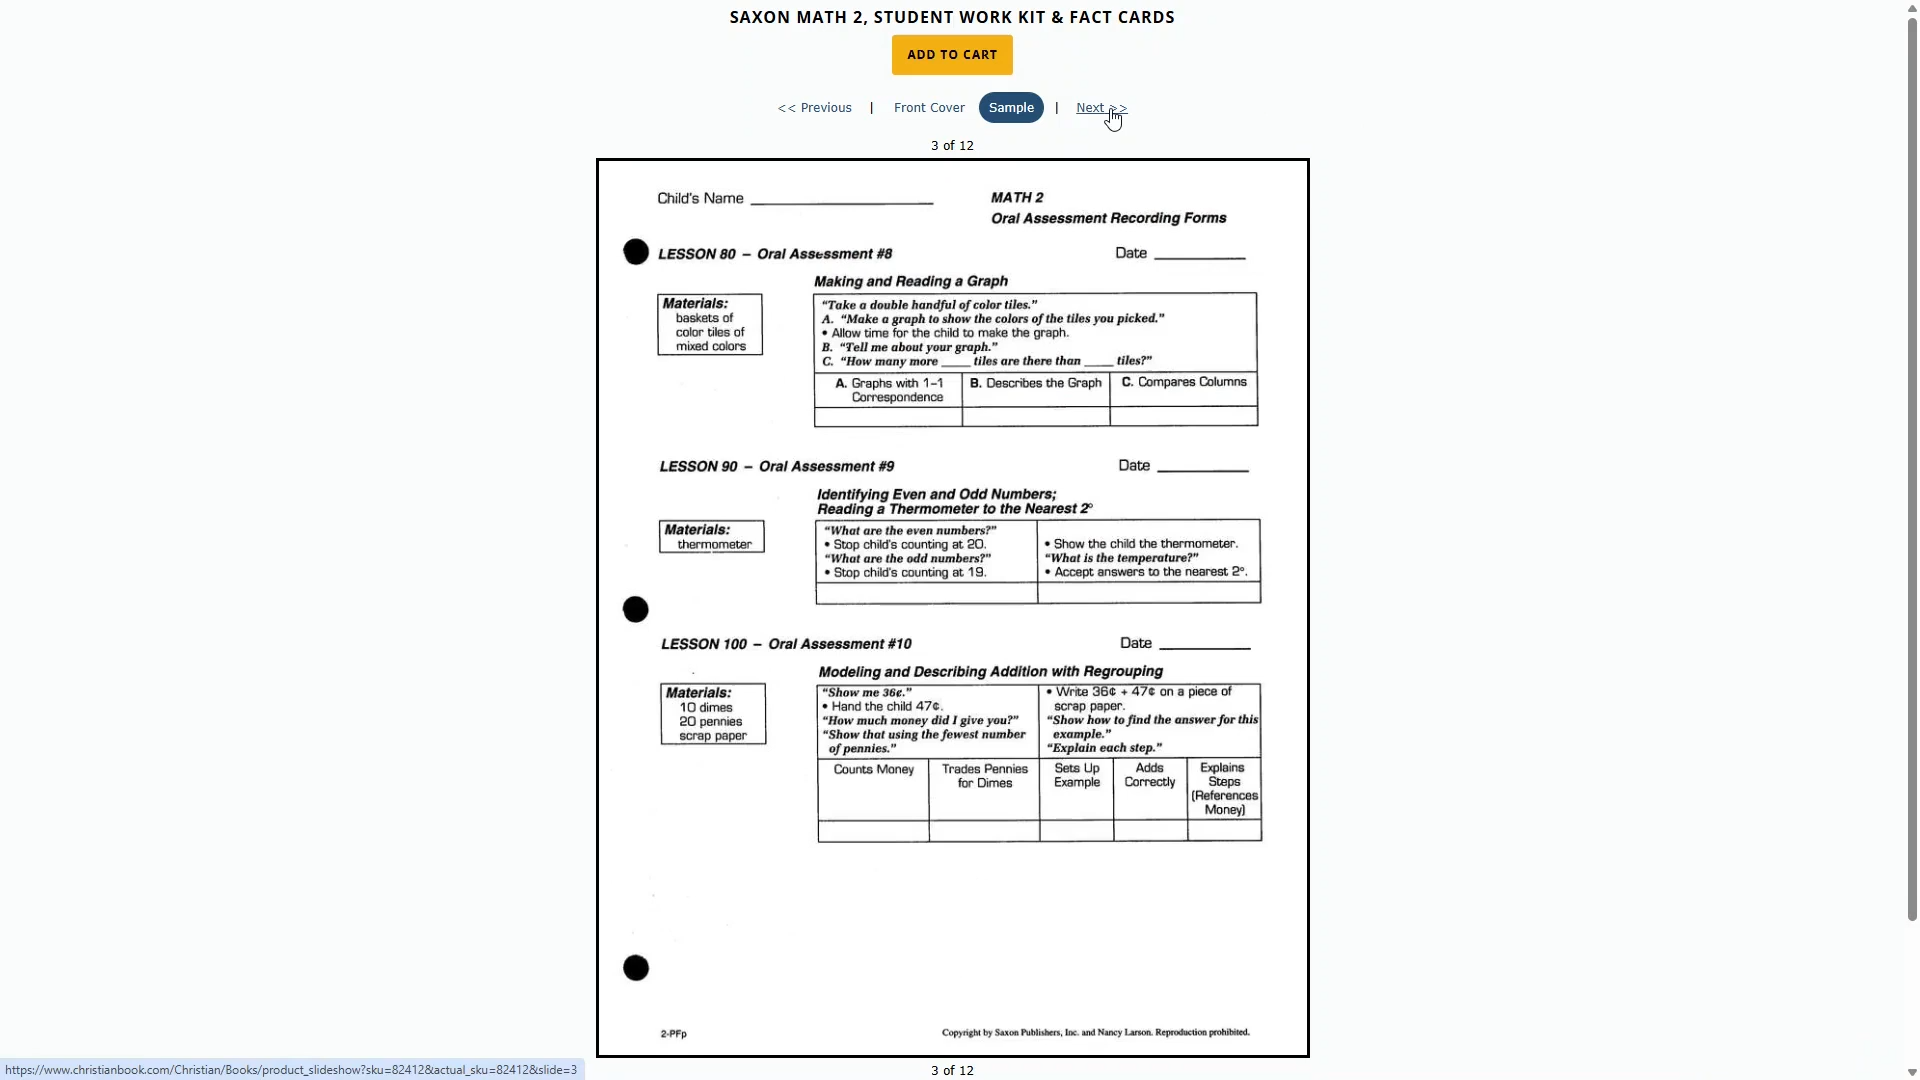 SAXON MATH 2, STUDENT WORK KIT & FACT CARDS
ADD TO CART
<< Previous | Front Cover Sample | Next >>
3 of 12
Child's Name ____________
MATH 2
Oral Assessment Recording Forms
LESSON 80 – Oral Assessment #8
Date ________
Making and Reading a Graph
Materials:
baskets of
color tiles of
mixed colors
"Take a double handful of color tiles."
A. "Make a graph to show the colors of the tiles you picked."
• Allow time for the child to make the graph.
B. "Tell me about your graph."
C. "How many more ____ tiles are there than ____ tiles?"
A. Graphs with 1–1
Correspondence
B. Describes the Graph
C. Compares Columns
LESSON 90 – Oral Assessment #9
Date ________
Identifying Even and Odd Numbers;
Reading a Thermometer to the Nearest 2°
Materials:
thermometer
"What are the even numbers?"
• Stop child's counting at 20.
"What are the odd numbers?"
• Stop child's counting at 19.
• Show the child the thermometer.
"What is the temperature?"
• Accept answers to the nearest 2°.
LESSON 100 – Oral Assessment #10
Date ________
Modeling and Describing Addition with Regrouping
Materials:
10 dimes
20 pennies
scrap paper
"Show me 36¢."
• Hand the child 47¢.
"How much money did I give you?"
"Show that using the fewest number
of pennies."
• Write 36¢ + 47¢ on a piece of
scrap paper.
"Show how to find the answer for this
example."
"Explain each step."
Counts Money
Trades Pennies
for Dimes
Sets Up
Example
Adds
Correctly
Explains
Steps
(References
Money)
2-PFp
Copyright by Saxon Publishers, Inc. and Nancy Larson. Reproduction prohibited.
https://www.christianbook.com/Christian/Books/product_slideshow?sku=82412&actual_sku=82412&slide=3
3 of 12